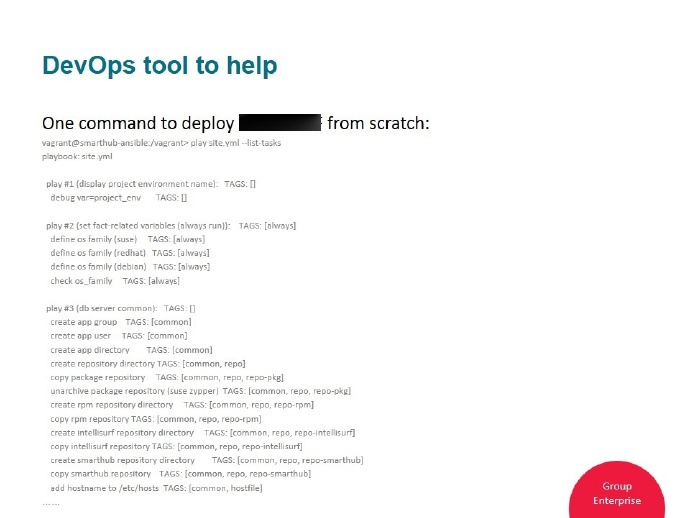 DevOps tool to help
One command to deploy from scratch:
vagrant@smarthub-ansible:/vagrant> play site.yml --list-tasks
playbook: site.yml
play #1 (display project environment name): TAGS: []
debug var=project_env TAGS: []
play #2 (set fact-related variables (always run)): TAGS: [always]
define os family (suse) TAGS: [always]
define os family (redhat) TAGS: [always]
define os family (debian) TAGS: [always]
check os_family TAGS: [always]
play #3 (db server common): TAGS: []
create app group TAGS: [common]
create app user TAGS: [common]
create app directory TAGS: [common]
create repository directory TAGS: [common, repo]
copy package repository TAGS: [common, repo, repo-pkg]
unarchive package repository (suse zypper) TAGS: [common, repo, repo-pkg]
create rpm repository directory TAGS: [common, repo, repo-rpm]
copy rpm repository TAGS: [common, repo, repo-rpm]
create intellisurf repository directory TAGS: [common, repo, repo-intellisurf]
copy intellisurf repository TAGS: [common, repo, repo-intellisurf]
create smarthub repository directory TAGS: [common, repo, repo-smarthub]
copy smarthub repository TAGS: [common, repo, repo-smarthub]
add hostname to /etc/hosts TAGS: [common, hostfile]
......
Group
Enterprise